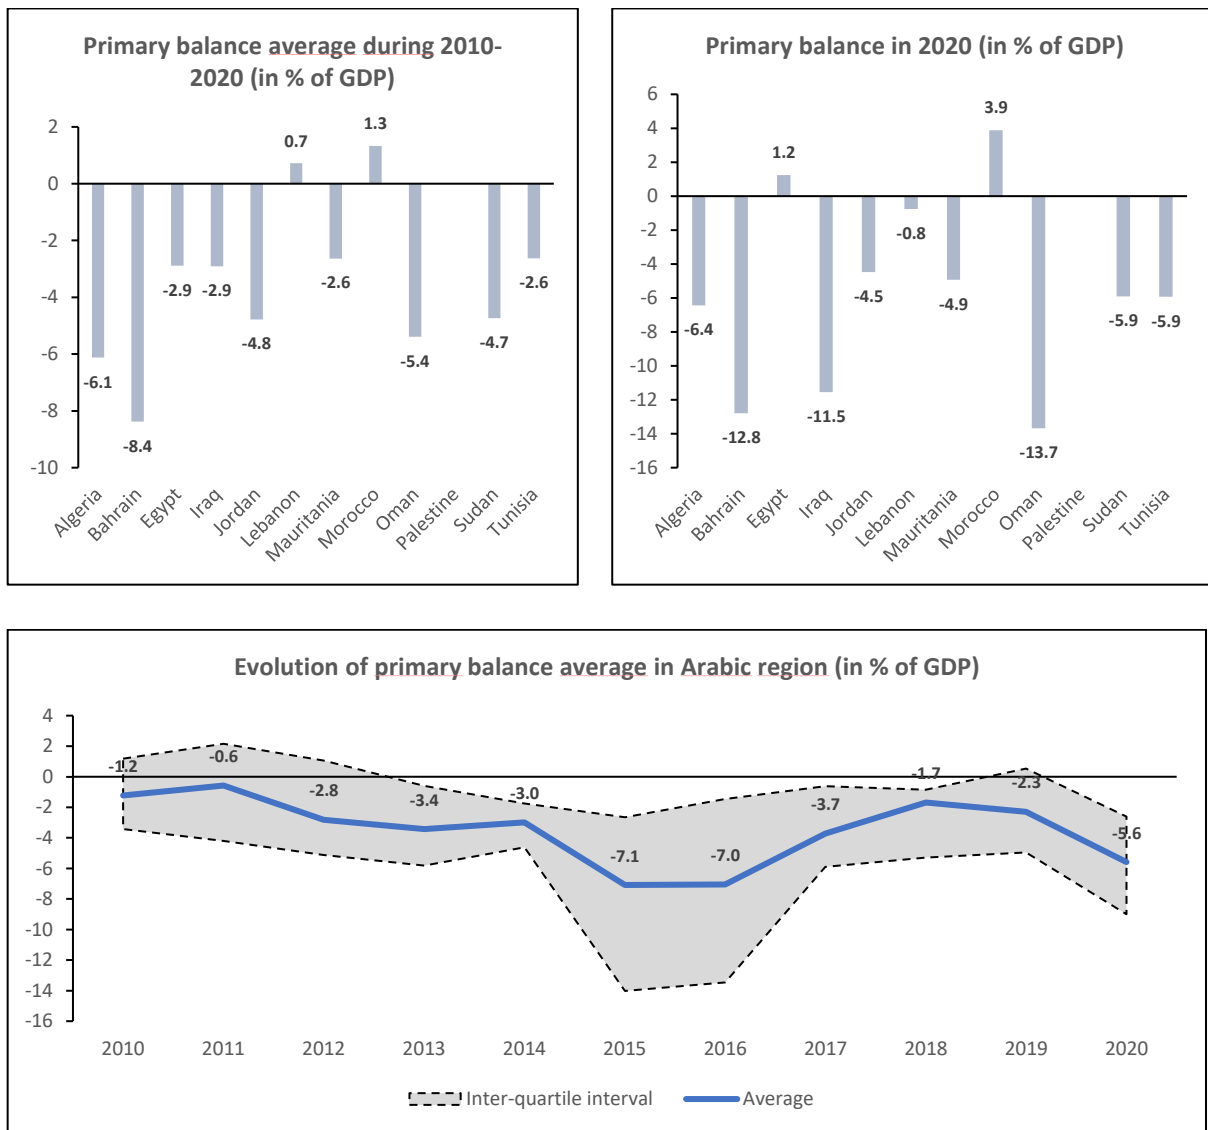 Primary balance average during 2010-
2020 (in % of GDP)
2
0
-2
-4
-6
-8
-10
-6.1
-8.4
-2.9
-2.9
-4.8
0.7
-2.6
1.3
-5.4
-4.7
-2.6
Algeria
Bahrain
Egypt
Iraq
Jordan
Lebanon
Mauritania
Morocco
Oman
Palestine
Sudan
Tunisia
Primary balance in 2020 (in % of GDP)
6
4
2
0
-2
-4
-6
-8
-10
-12
-14
-16
-6.4
-12.8
1.2
-11.5
-4.5
-0.8
-4.9
3.9
-13.7
-5.9
-5.9
Algeria
Bahrain
Egypt
Iraq
Jordan
Lebanon
Mauritania
Morocco
Oman
Palestine
Sudan
Tunisia
Evolution of primary balance average in Arabic region (in % of GDP)
4
2
0
-2
-4
-6
-8
-10
-12
-14
-16
-1.2
-0.6
-2.8
-3.4
-3.0
-7.1
-7.0
-3.7
-1.7
-2.3
-5.6
2010
2011
2012
2013
2014
2015
2016
2017
2018
2019
2020
Inter-quartile interval
Average